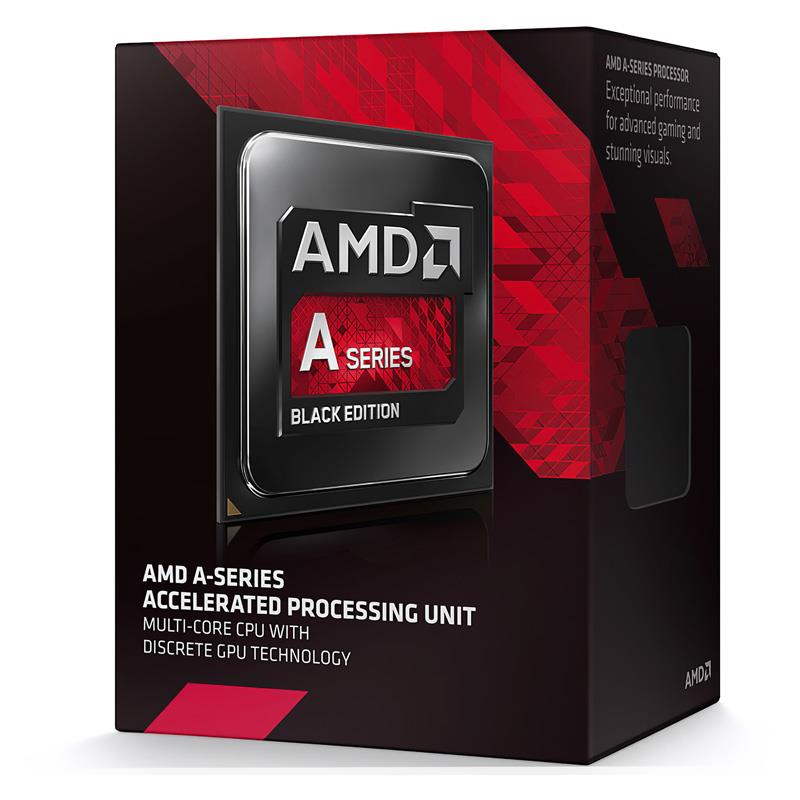 AMD A-SERIES PROCESSOR
Exceptional performance
for advanced gaming and
stunning visuals.
AMD
A SERIES
BLACK EDITION
AMD A-SERIES
ACCELERATED PROCESSING UNIT
MULTI-CORE CPU WITH
DISCRETE GPU TECHNOLOGY
AMD